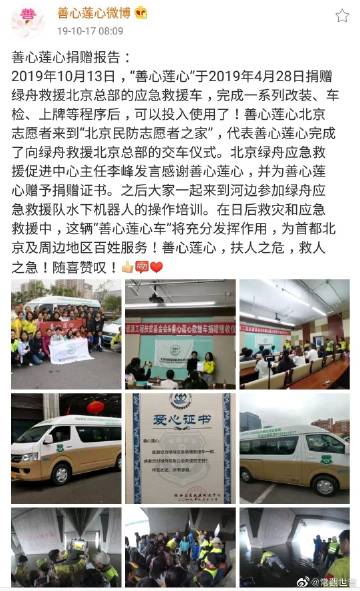 善心莲心微博
19-10-17 08:09
善心莲心捐赠报告：
2019年10月13日，“善心莲心”于2019年4月28日捐赠
绿舟救援北京总部的应急救援车，完成一系列改装、车
检、上牌等程序后，可以投入使用了！善心莲心北京
志愿者来到“北京民防志愿者之家”，代表善心莲心完成
了向绿舟救援北京总部的交车仪式。北京绿舟应急救
援促进中心主任李峰发言感谢善心莲心，并为善心莲
心赠予捐赠证书。之后大家一起来到河边参加绿舟应
急救援队水下机器人的操作培训。在日后救灾和应急
救援中，这辆“善心莲心车”将充分发挥作用，为首都北
京及周边地区百姓服务！善心莲心，扶人之危，救人
之急！随喜赞叹！
爱心证书
@常觀世音